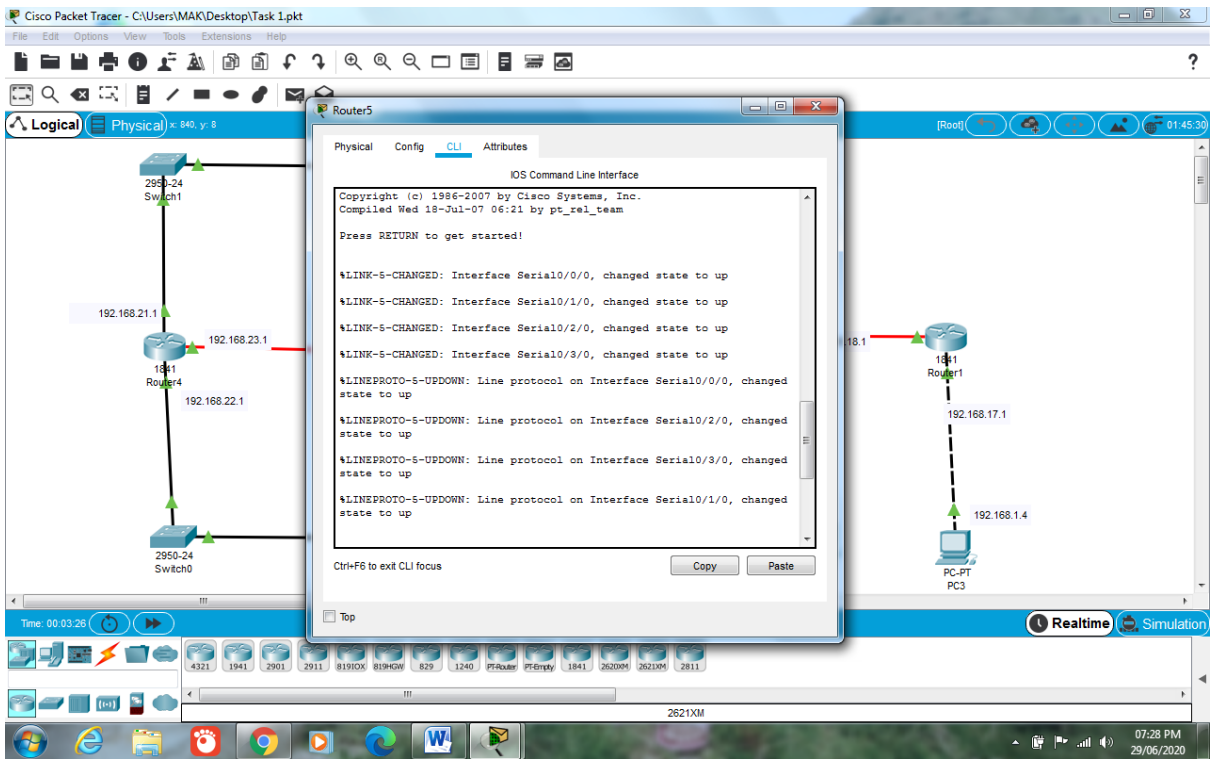 Cisco Packet Tracer - C:\Users\MAK\Desktop\Task 1.pkt
File Edit Options View Tools Extensions Help
?
Logical Physical x: 840, y: 8
[Root] 01:45:30
Router5
Physical Config CLI Attributes
IOS Command Line Interface
Copyright (c) 1986-2007 by Cisco Systems, Inc.
Compiled Wed 18-Jul-07 06:21 by pt_rel_team
Press RETURN to get started!
%LINK-5-CHANGED: Interface Serial0/0/0, changed state to up
%LINK-5-CHANGED: Interface Serial0/1/0, changed state to up
%LINK-5-CHANGED: Interface Serial0/2/0, changed state to up
%LINK-5-CHANGED: Interface Serial0/3/0, changed state to up
%LINEPROTO-5-UPDOWN: Line protocol on Interface Serial0/0/0, changed
state to up
%LINEPROTO-5-UPDOWN: Line protocol on Interface Serial0/2/0, changed
state to up
%LINEPROTO-5-UPDOWN: Line protocol on Interface Serial0/3/0, changed
state to up
%LINEPROTO-5-UPDOWN: Line protocol on Interface Serial0/1/0, changed
state to up
Ctrl+F6 to exit CLI focus
Copy Paste
Top
2950-24
Switch1
192.168.21.1
192.168.23.1
1841
Router4
192.168.22.1
2950-24
Switch0
.18.1
1841
Router1
192.168.17.1
192.168.1.4
PC-PT
PC3
Time: 00:03:26
Realtime Simulation
4321 1941 2901 2911 819IOX 819HGW 829 1240 PT-Router PT-Empty 1841 2620XM 2621XM 2811
2621XM
07:28 PM
29/06/2020